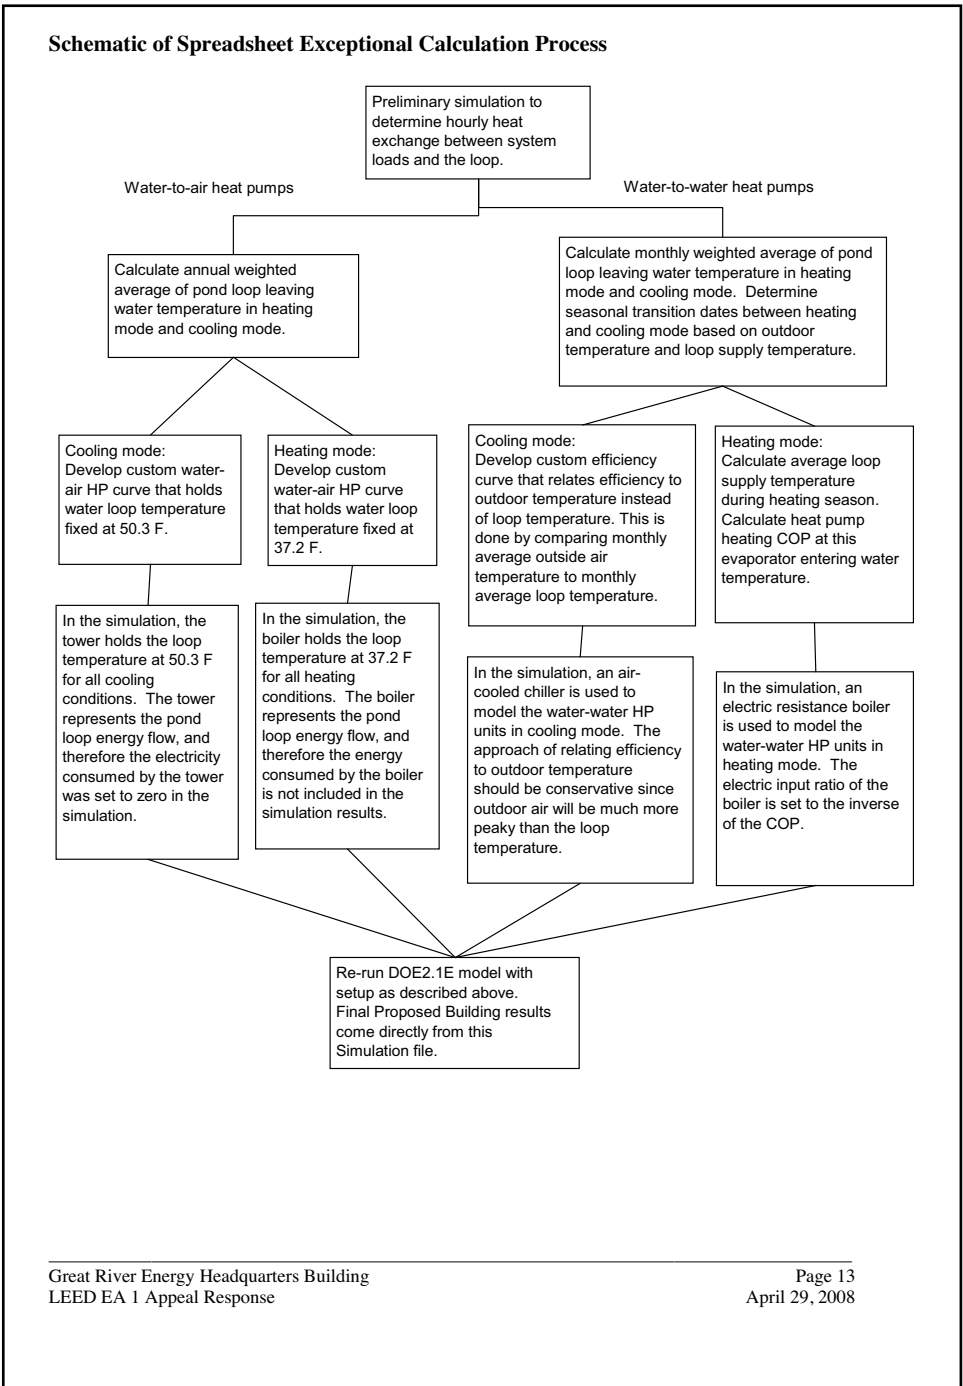 Schematic of Spreadsheet Exceptional Calculation Process
Preliminary simulation to
determine hourly heat
exchange between system
loads and the loop.
Water-to-air heat pumps
Water-to-water heat pumps
Calculate annual weighted
average of pond loop leaving
water temperature in heating
mode and cooling mode.
Calculate monthly weighted average of pond
loop leaving water temperature in heating
mode and cooling mode.  Determine
seasonal transition dates between heating
and cooling mode based on outdoor
temperature and loop supply temperature.
Cooling mode:
Develop custom water-
air HP curve that holds
water loop temperature
fixed at 50.3 F.
Heating mode:
Develop custom
water-air HP curve
that holds water loop
temperature fixed at
37.2 F.
Cooling mode:
Develop custom efficiency
curve that relates efficiency to
outdoor temperature instead
of loop temperature. This is
done by comparing monthly
average outside air
temperature to monthly
average loop temperature.
Heating mode:
Calculate average loop
supply temperature
during heating season.
Calculate heat pump
heating COP at this
evaporator entering water
temperature.
In the simulation, the
tower holds the loop
temperature at 50.3 F
for all cooling
conditions.  The tower
represents the pond
loop energy flow, and
therefore the electricity
consumed by the tower
was set to zero in the
simulation.
In the simulation, the
boiler holds the loop
temperature at 37.2 F
for all heating
conditions.  The boiler
represents the pond
loop energy flow, and
therefore the energy
consumed by the boiler
is not included in the
simulation results.
In the simulation, an air-
cooled chiller is used to
model the water-water HP
units in cooling mode.  The
approach of relating efficiency
to outdoor temperature
should be conservative since
outdoor air will be much more
peaky than the loop
temperature.
In the simulation, an
electric resistance boiler
is used to model the
water-water HP units in
heating mode.  The
electric input ratio of the
boiler is set to the inverse
of the COP.
Re-run DOE2.1E model with
setup as described above.
Final Proposed Building results
come directly from this
Simulation file.
Great River Energy Headquarters Building
Page 13
LEED EA 1 Appeal Response
April 29, 2008